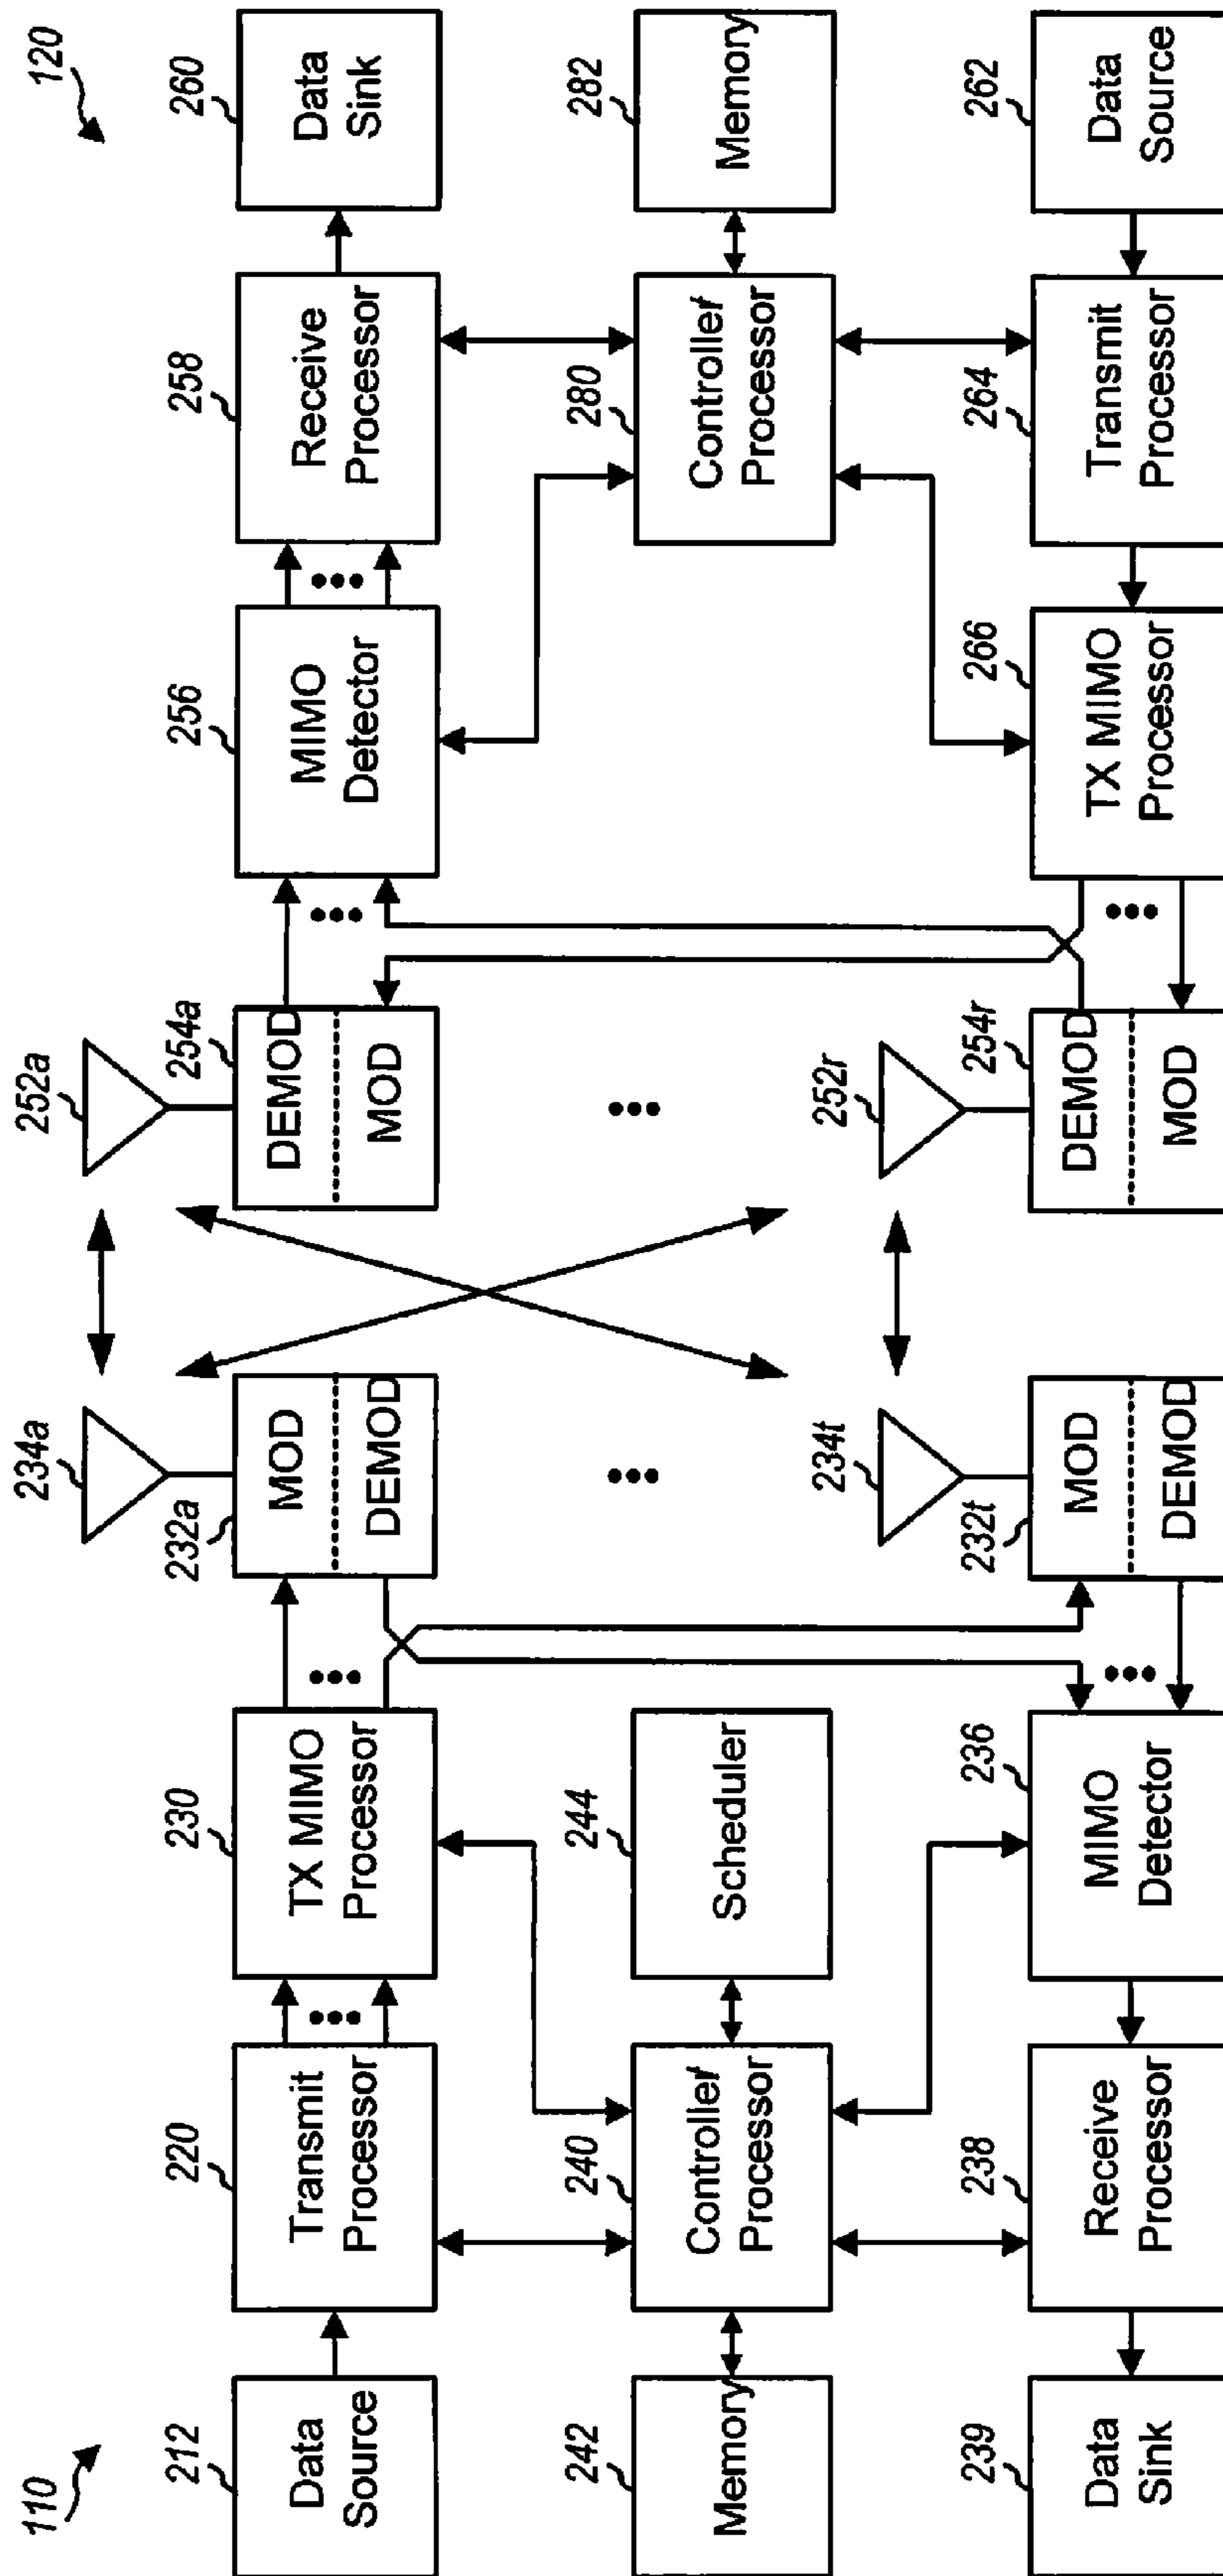 110
120
212
Data
Source
220
Transmit
Processor
230
TX MIMO
Processor
232a
MOD
DEMOD
234a
252a
254a
DEMOD
MOD
256
MIMO
Detector
258
Receive
Processor
260
Data
Sink
242
Memory
240
Controller/
Processor
244
Scheduler
280
Controller/
Processor
282
Memory
239
Data
Sink
238
Receive
Processor
236
MIMO
Detector
232t
MOD
DEMOD
234t
252r
254r
DEMOD
MOD
266
TX MIMO
Processor
264
Transmit
Processor
262
Data
Source